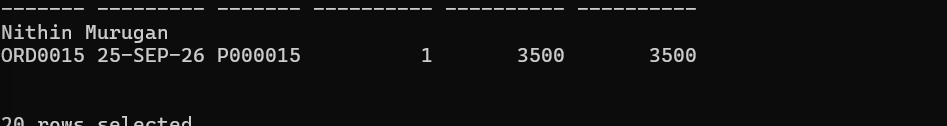 ------- --------- ------- ---------- ---------- ----------
Nithin Murugan
ORD0015 25-SEP-26 P000015          1       3500       3500
20 rows selected